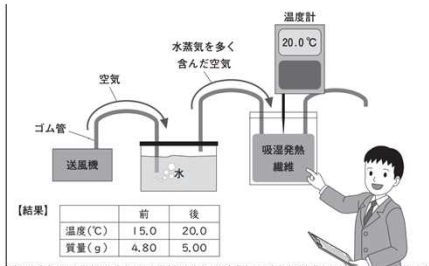 温度計
20.0℃
水蒸気を多く
含んだ空気
空気
ゴム管
送風機
水
吸湿発熱
繊維
【結果】
前 後
温度(℃) 15.0 20.0
質量(g) 4.80 5.00